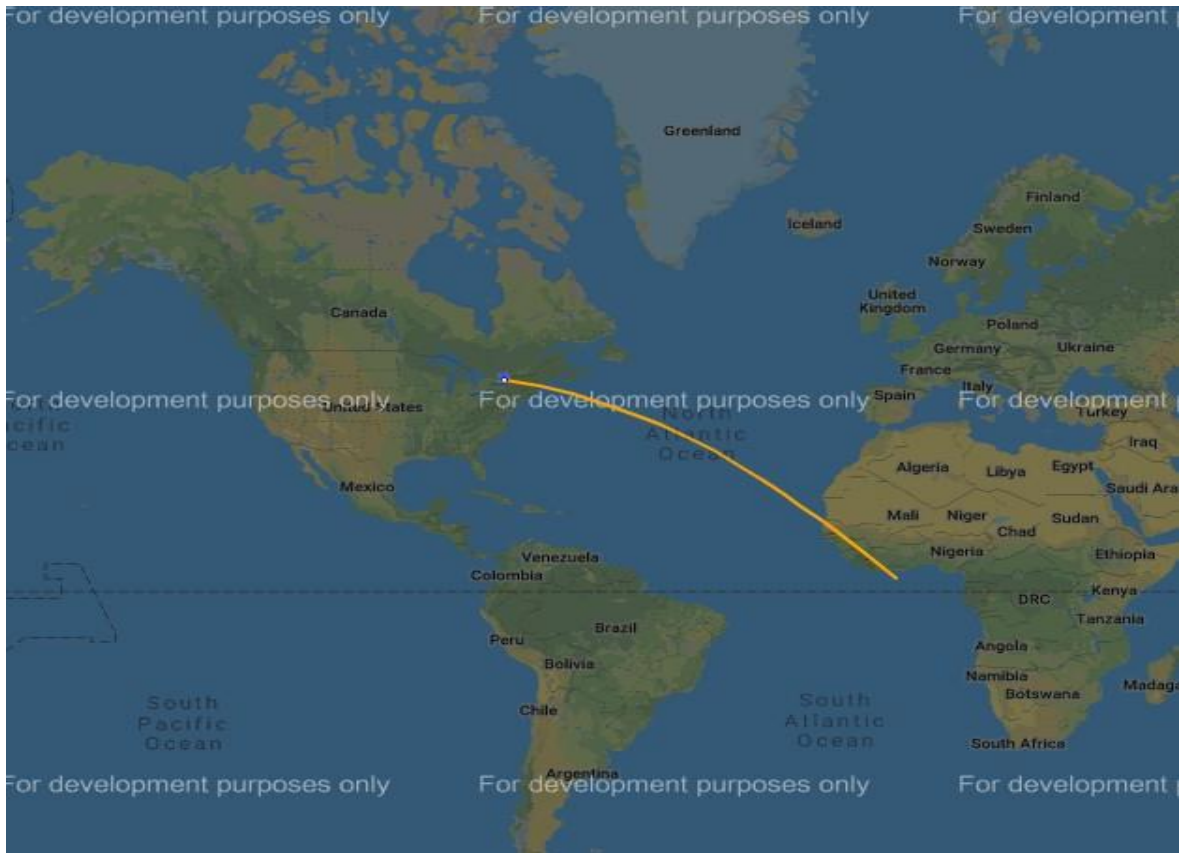 For development purposes only
For development purposes only
For development p
Greenland
Finland
Iceland
Sweden
Norway
Canada
United
Kingdom
Poland
Germany
Ukraine
France
Italy
Spain
Turkey
For development purposes only
For development purposes only
For development p
United States
North
Atlantic
Ocean
acific
cean
Iraq
Algeria
Libya
Egypt
Mexico
Saudi Ara
Mali
Niger
Sudan
Chad
Nigeria
Ethiopia
Venezuela
Colombia
Kenya
DRC
Tanzania
Brazil
Peru
Angola
Bolivia
Namibia
Botswana
Madaga
Chile
South
Pacific
Ocean
South
Atlantic
Ocean
South Africa
Argentina
For development purposes only
For development purposes only
For development p